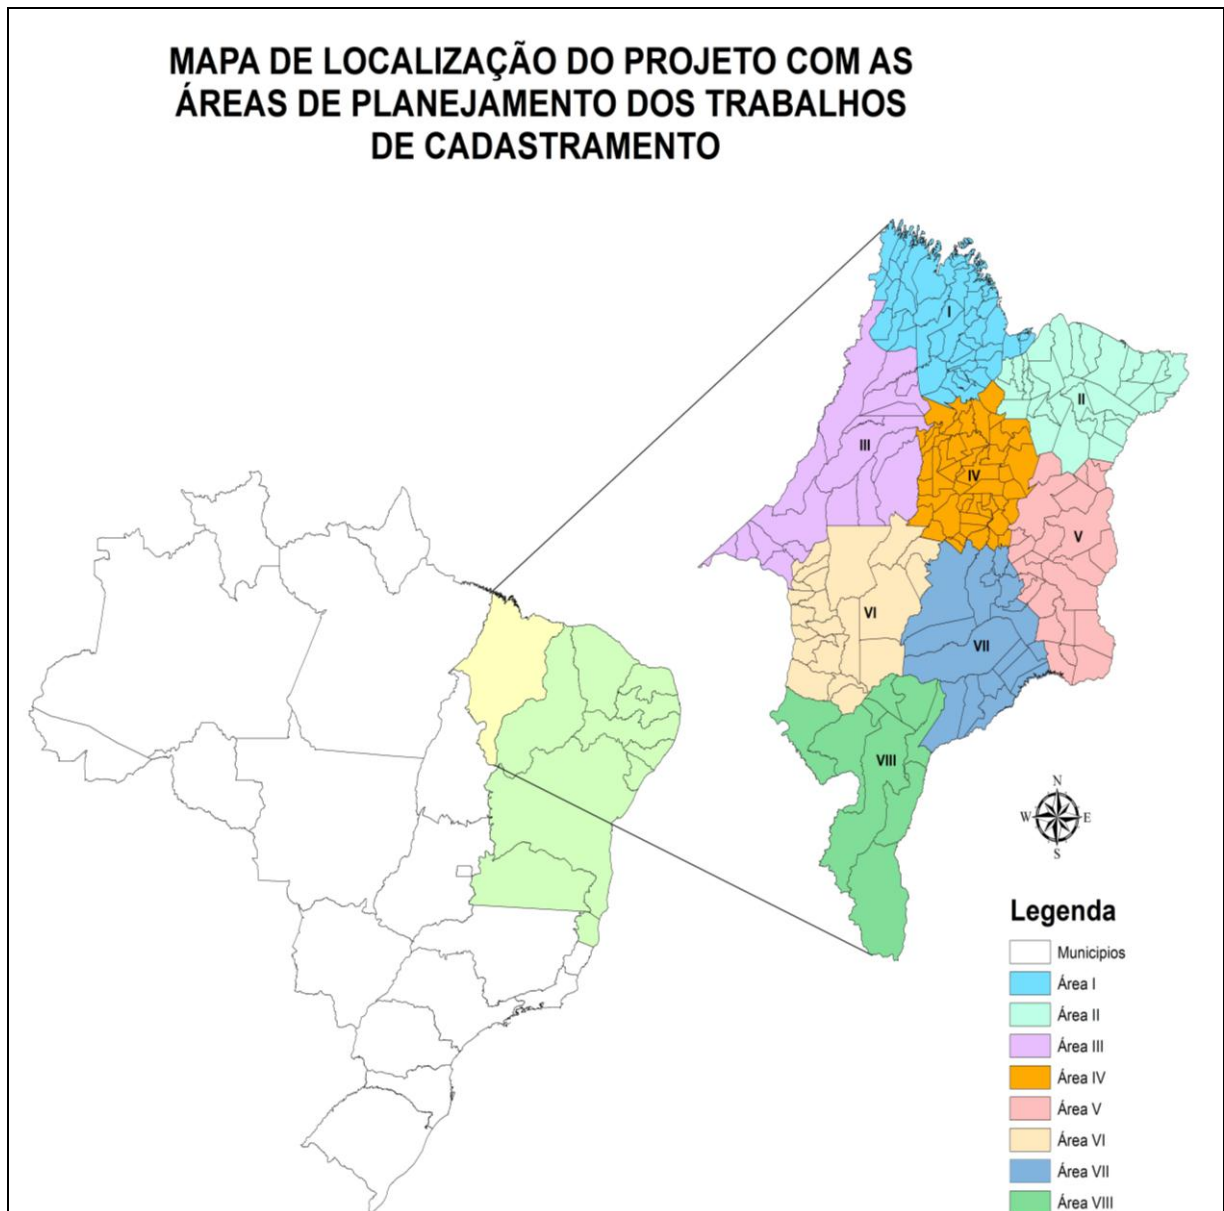 MAPA DE LOCALIZAÇÃO DO PROJETO COM AS
ÁREAS DE PLANEJAMENTO DOS TRABALHOS
DE CADASTRAMENTO
I
II
III
IV
V
VI
VII
VIII
N
W E
S
Legenda
Municipios
Área I
Área II
Área III
Área IV
Área V
Área VI
Área VII
Área VIII